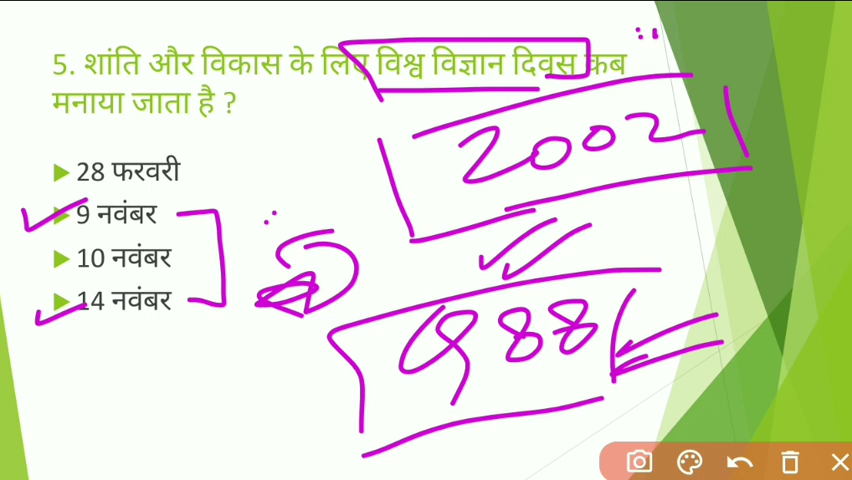 5. शांति और विकास के लिए विश्व विज्ञान दिवस कब
मनाया जाता है ?
28 फरवरी
9 नवंबर
10 नवंबर
14 नवंबर
2002
1988